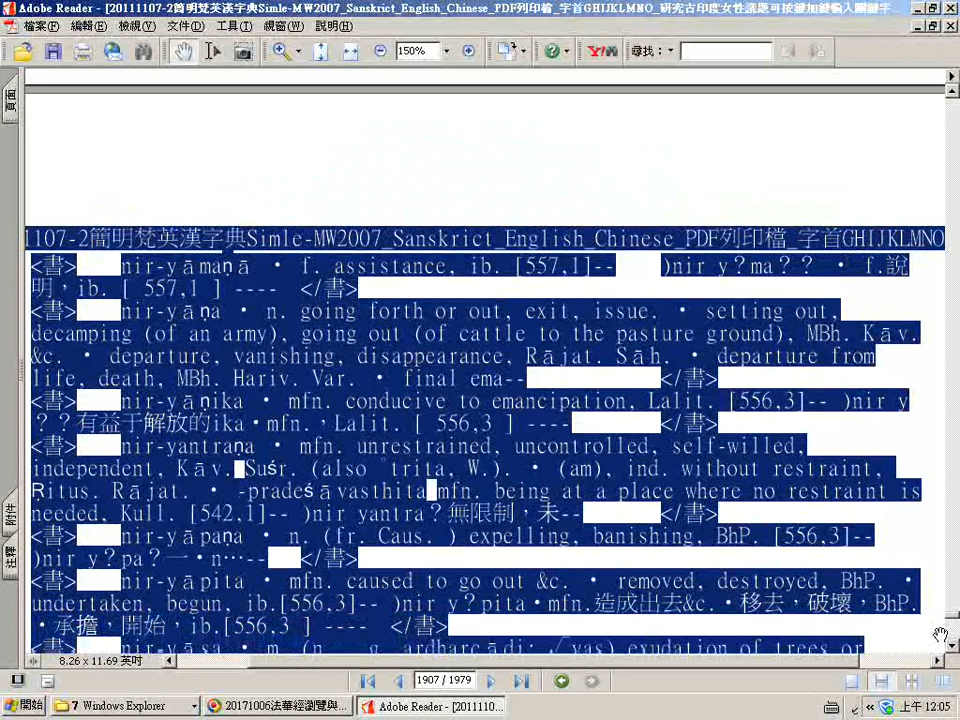 Adobe Reader - [20111107-2簡明梵英漢字典Simle-MW2007_Sanskrict_English_Chinese_PDF列印檔_字首GHIJKLMNO_研究古印度女性議題可按鍵加鍵輸入關鍵字...
檔案(F) 編輯(E) 檢視(V) 文件(D) 工具(T) 視窗(W) 說明(H)
150% Y! 尋找:
頁面
1107-2簡明梵英漢字典Simle-MW2007_Sanskrict_English_Chinese_PDF列印檔_字首GHIJKLMNO
<書> nir-yāmaṇā • f. assistance, ib. [557,1]-- )nir y?ma?? • f.說
明，ib. [ 557,1 ] ---- </書>
<書> nir-yāṇa • n. going forth or out, exit, issue. • setting out,
decamping (of an army), going out (of cattle to the pasture ground), MBh. Kāv.
&c. • departure, vanishing, disappearance, Rājat. Sāh. • departure from
life, death, MBh. Hariv. Var. • final ema-- </書>
<書> nir-yāṇika • mfn. conducive to emancipation, Lalit. [556,3]-- )nir y
??有益于解放的ika•mfn.，Lalit. [ 556,3 ] ---- </書>
<書> nir-yantraṇa • mfn. unrestrained, uncontrolled, self-willed,
independent, Kāv. Suśr. (also °trita, W.). • (am), ind. without restraint,
Ritus. Rājat. • -pradeśāvasthita mfn. being at a place where no restraint is
needed, Kull. [542,1]-- )nir yantra?無限制，未-- </書>
<書> nir-yāpaṇa • n. (fr. Caus. ) expelling, banishing, BhP. [556,3]--
)nir y?pa?一•n…-- </書>
<書> nir-yāpita • mfn. caused to go out &c. • removed, destroyed, BhP. •
undertaken, begun, ib.[556,3]-- )nir y?pita•mfn.造成出去&c.•移去，破壞，BhP.
•承擔，開始，ib.[556,3 ] ---- </書>
<書> nir-yāsa • m. (n. g. ardharcādi; √yas) exudation of trees or
附件
注釋
8.26 x 11.69 英吋
1907 / 1979
開始 7 Windows Explorer 20171006法華經瀏覽與... Adobe Reader - [2011110... 上午 12:05